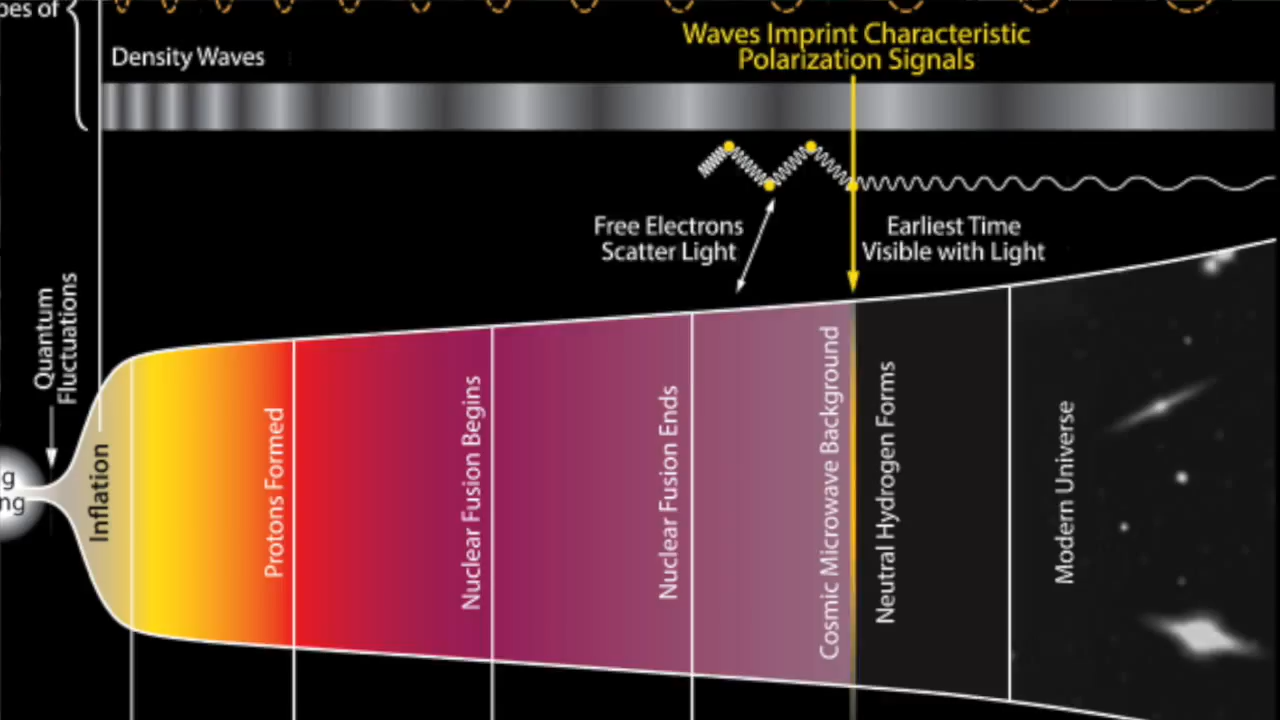 Density Waves
Waves Imprint Characteristic
Polarization Signals
Free Electrons
Scatter Light
Earliest Time
Visible with Light
Quantum
Fluctuations
Inflation
Protons Formed
Nuclear Fusion Begins
Nuclear Fusion Ends
Cosmic Microwave Background
Neutral Hydrogen Forms
Modern Universe